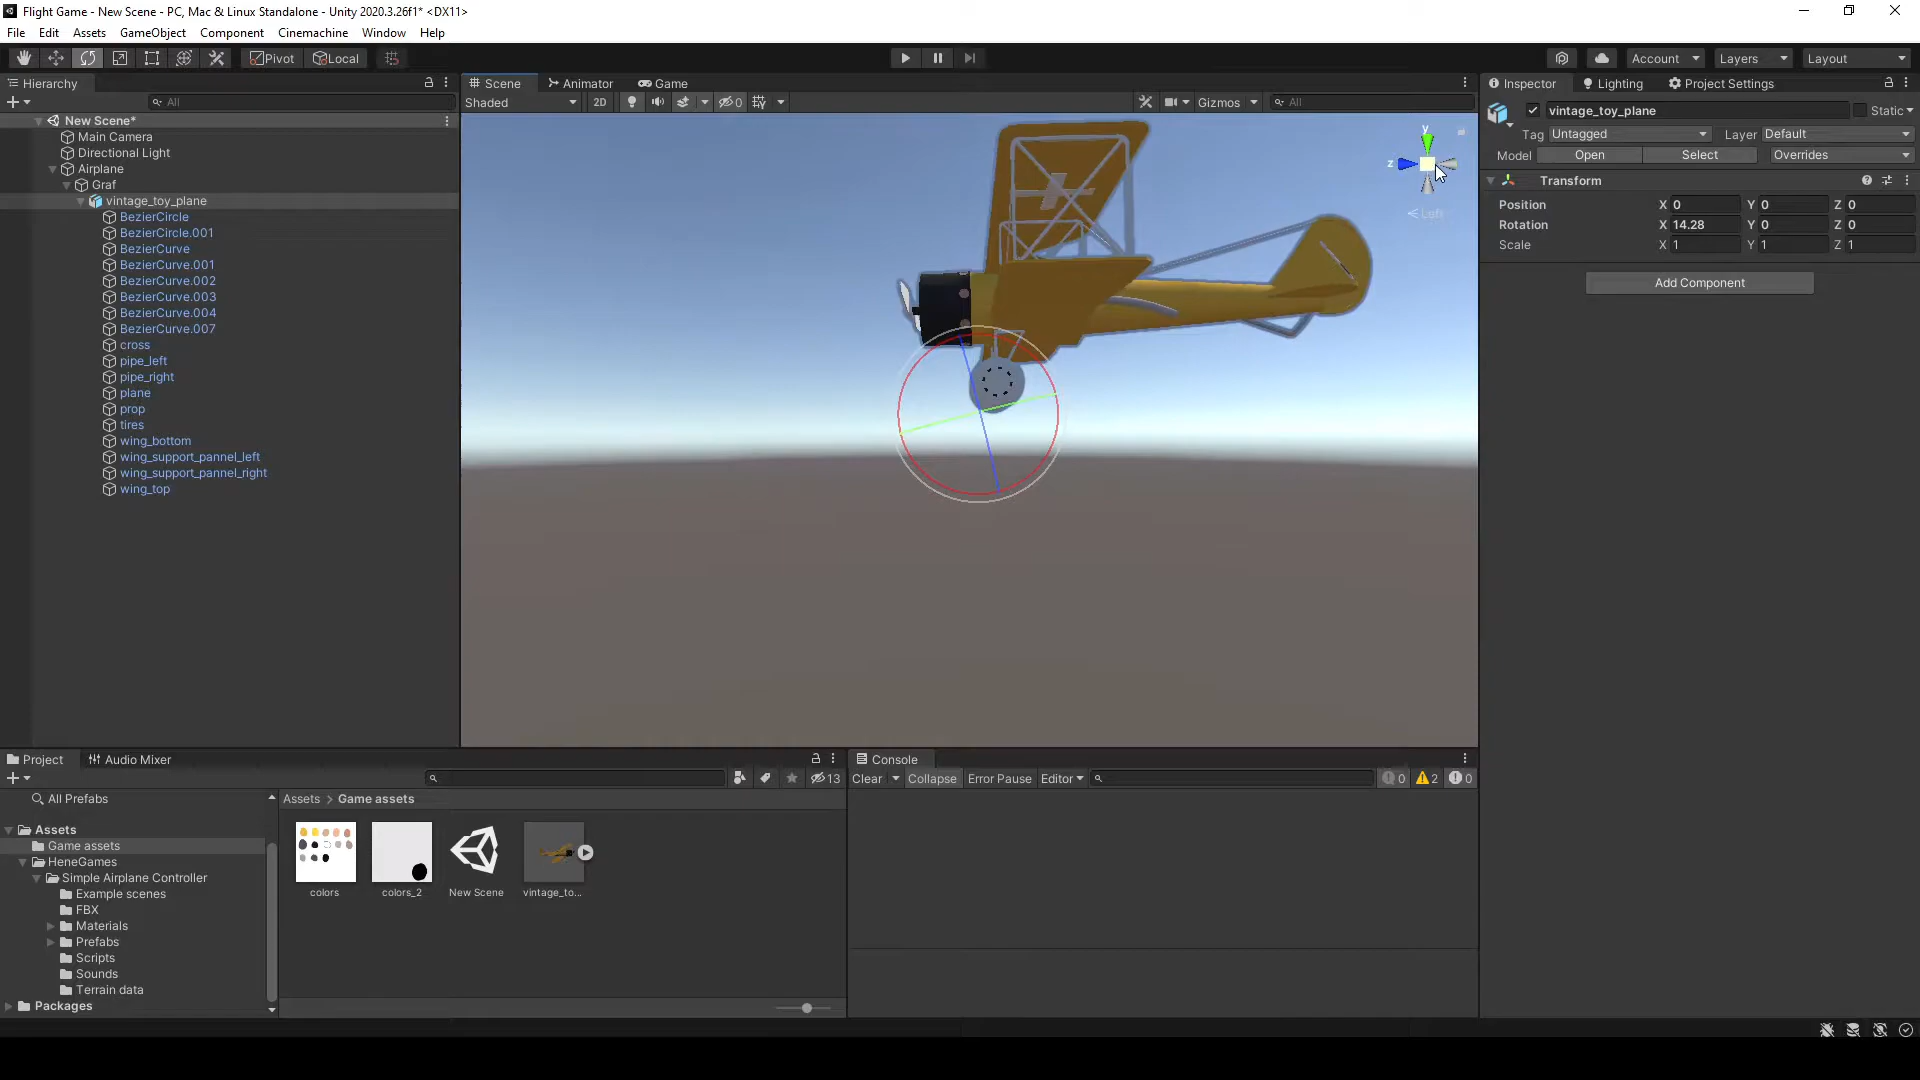 Flight Game - New Scene - PC, Mac & Linux Standalone - Unity 2020.3.26f1* <DX11>
File Edit Assets GameObject Component Cinemachine Window Help
Pivot Local Account Layers Layout
Hierarchy
All
New Scene*
Main Camera
Directional Light
Airplane
Graf
vintage_toy_plane
BezierCircle
BezierCircle.001
BezierCurve
BezierCurve.001
BezierCurve.002
BezierCurve.003
BezierCurve.004
BezierCurve.007
cross
pipe_left
pipe_right
plane
prop
tires
wing_bottom
wing_support_pannel_left
wing_support_pannel_right
wing_top
Scene Animator Game
Shaded 2D 0 Gizmos All
y
z
Left
Inspector Lighting Project Settings
vintage_toy_plane Static
Tag Untagged Layer Default
Model Open Select Overrides
Transform
Position X 0 Y 0 Z 0
Rotation X 14.28 Y 0 Z 0
Scale X 1 Y 1 Z 1
Add Component
Project Audio Mixer
13
All Prefabs
Assets
Game assets
HeneGames
Simple Airplane Controller
Example scenes
FBX
Materials
Prefabs
Scripts
Sounds
Terrain data
Packages
Assets > Game assets
colors colors_2 New Scene vintage_to...
Console
Clear Collapse Error Pause Editor 0 2 0